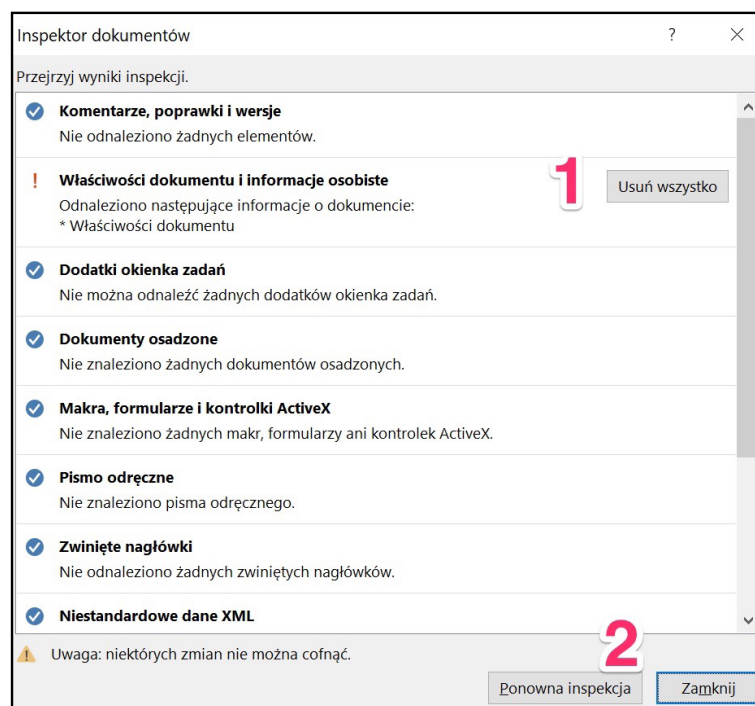 Inspektor dokumentów
Przejrzyj wyniki inspekcji.
Komentarze, poprawki i wersje
Nie odnaleziono żadnych elementów.
! Właściwości dokumentu i informacje osobiste
Odnaleziono następujące informacje o dokumencie:
* Właściwości dokumentu
1
Usuń wszystko
Dodatki okienka zadań
Nie można odnaleźć żadnych dodatków okienka zadań.
Dokumenty osadzone
Nie znaleziono żadnych dokumentów osadzonych.
Makra, formularze i kontrolki ActiveX
Nie znaleziono żadnych makr, formularzy ani kontrolek ActiveX.
Pismo odręczne
Nie znaleziono pisma odręcznego.
Zwinięte nagłówki
Nie odnaleziono żadnych zwiniętych nagłówków.
Niestandardowe dane XML
Uwaga: niektórych zmian nie można cofnąć.
2
Ponowna inspekcja
Zamknij